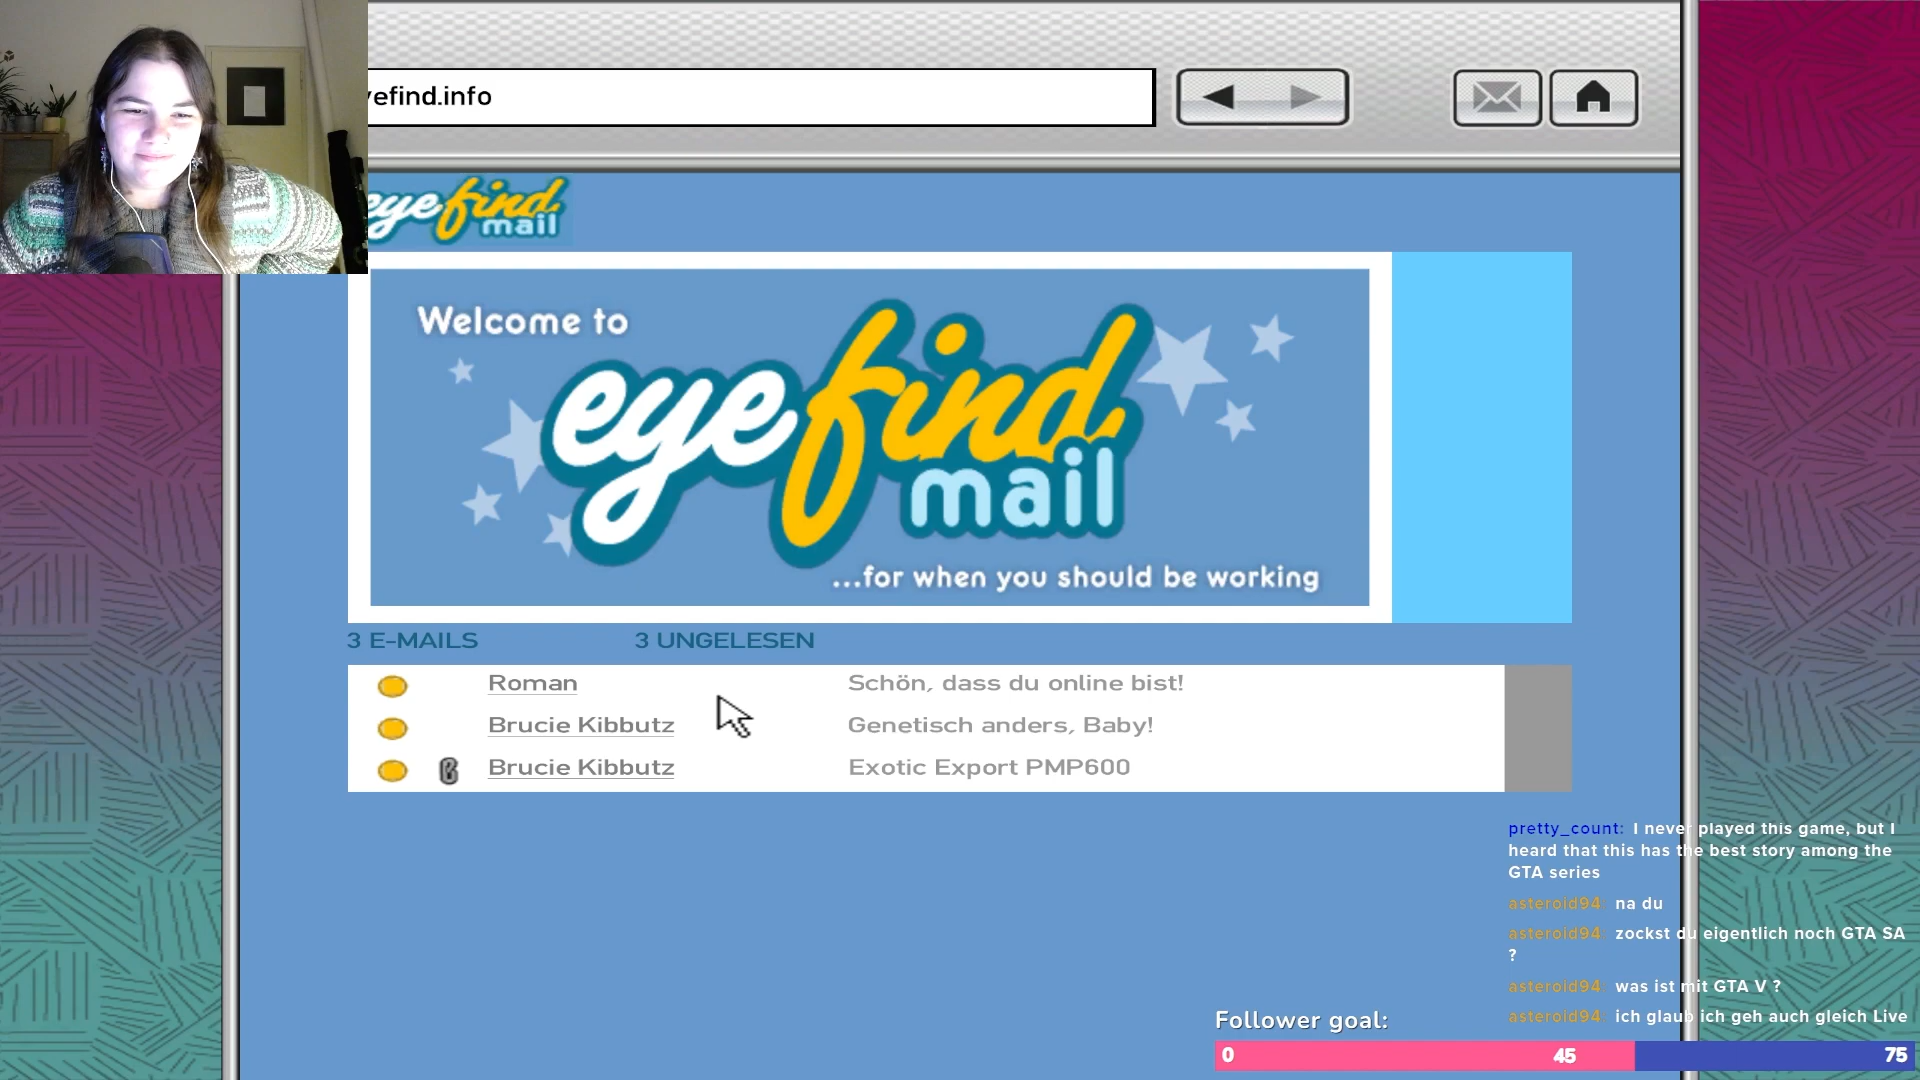 yefind.info
eyefind.
mail
Welcome to
eyefind.
mail
...for when you should be working
3 E-MAILS 3 UNGELESEN
Roman Schön, dass du online bist!
Brucie Kibbutz Genetisch anders, Baby!
Brucie Kibbutz Exotic Export PMP600
pretty_count: I never played this game, but I
heard that this has the best story among the
GTA series
asteroid94 na du
asteroid94 zockst du eigentlich noch GTA SA
?
asteroid94 was ist mit GTA V ?
asteroid94 ich glaub ich geh auch gleich Live
Follower goal:
0 45 75